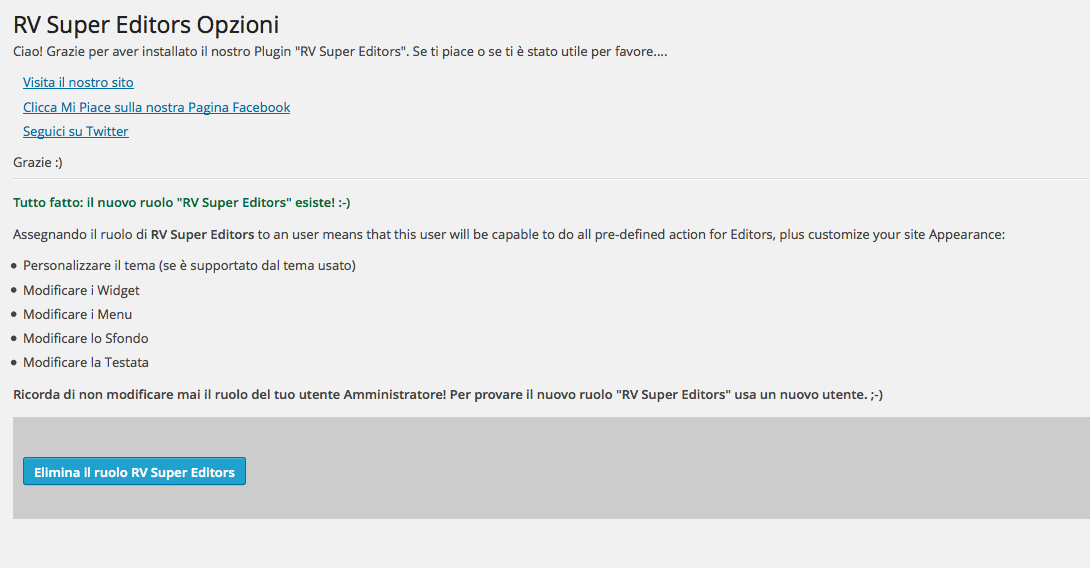 RV Super Editors Opzioni
Ciao! Grazie per aver installato il nostro Plugin "RV Super Editors". Se ti piace o se ti è stato utile per favore....
Visita il nostro sito
Clicca Mi Piace sulla nostra Pagina Facebook
Seguici su Twitter
Grazie :)
Tutto fatto: il nuovo ruolo "RV Super Editors" esiste! :-)
Assegnando il ruolo di RV Super Editors to an user means that this user will be capable to do all pre-defined action for Editors, plus customize your site Appearance:
Personalizzare il tema (se è supportato dal tema usato)
Modificare i Widget
Modificare i Menu
Modificare lo Sfondo
Modificare la Testata
Ricorda di non modificare mai il ruolo del tuo utente Amministratore! Per provare il nuovo ruolo "RV Super Editors" usa un nuovo utente. ;-)
Elimina il ruolo RV Super Editors